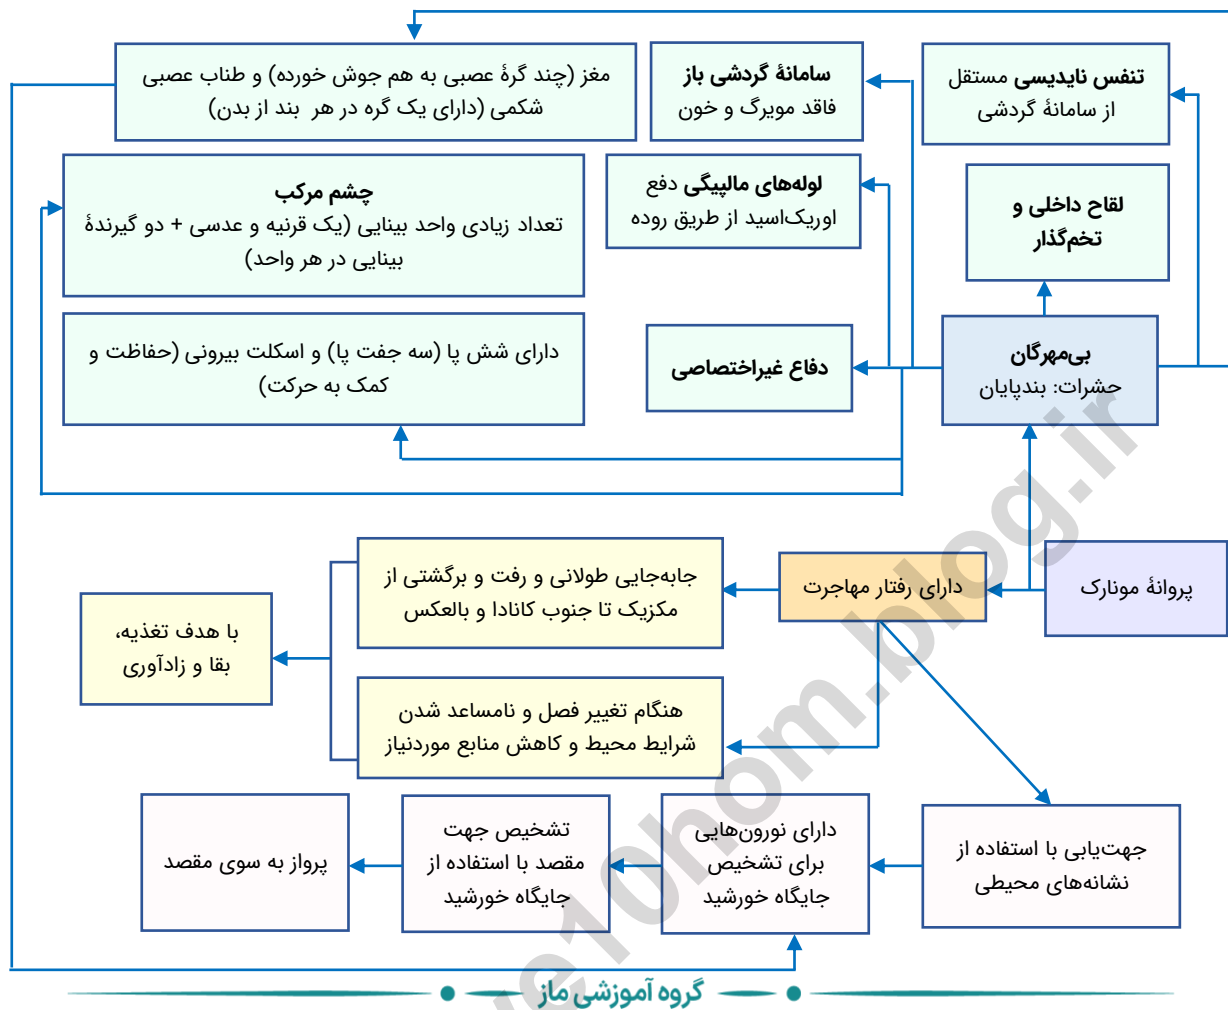 تنفس نایدیسی مستقل
از سامانهٔ گردشی
سامانهٔ گردشی باز
فاقد مویرگ و خون
مغز (چند گرهٔ عصبی به هم جوش خورده) و طناب عصبی
شکمی (دارای یک گره در هر بند از بدن)
لقاح داخلی و
تخم‌گذار
لوله‌های مالپیگی دفع
اوریک‌اسید از طریق روده
چشم مرکب
تعداد زیادی واحد بینایی (یک قرنیه و عدسی + دو گیرندهٔ
بینایی در هر واحد)
بی‌مهرگان
حشرات: بندپایان
دفاع غیراختصاصی
دارای شش پا (سه جفت پا) و اسکلت بیرونی (حفاظت و
کمک به حرکت)
پروانهٔ مونارک
دارای رفتار مهاجرت
جابه‌جایی طولانی و رفت و برگشتی از
مکزیک تا جنوب کانادا و بالعکس
با هدف تغذیه،
بقا و زادآوری
هنگام تغییر فصل و نامساعد شدن
شرایط محیط و کاهش منابع موردنیاز
جهت‌یابی با استفاده از
نشانه‌های محیطی
دارای نورون‌هایی
برای تشخیص
جایگاه خورشید
تشخیص جهت
مقصد با استفاده از
جایگاه خورشید
پرواز به سوی مقصد
گروه آموزشی ماز
ve10hom.blog.ir